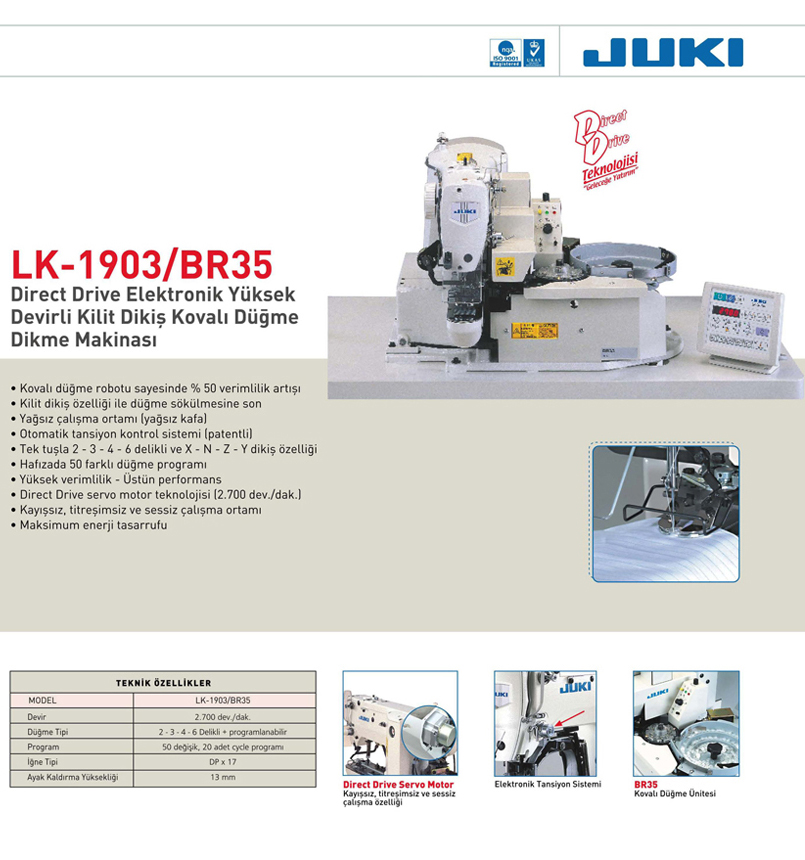 nqa
ISO 9001
Registered
UKAS
JUKI
Direct
Drive
Teknolojisi
"Geleceğe Yatırım"
JUKI
JUKI
LK-1903/BR35
Direct Drive Elektronik Yüksek
Devirli Kilit Dikiş Kovalı Düğme
Dikme Makinası
• Kovalı düğme robotu sayesinde % 50 verimlilik artışı
• Kilit dikiş özelliği ile düğme sökülmesine son
• Yağsız çalışma ortamı (yağsız kafa)
• Otomatik tansiyon kontrol sistemi (patentli)
• Tek tuşla 2 - 3 - 4 - 6 delikli ve X - N - Z - Y dikiş özelliği
• Hafızada 50 farklı düğme programı
• Yüksek verimlilik - Üstün performans
• Direct Drive servo motor teknolojisi (2.700 dev./dak.)
• Kayışsız, titreşimsiz ve sessiz çalışma ortamı
• Maksimum enerji tasarrufu
TEKNİK ÖZELLİKLER
MODEL LK-1903/BR35
Devir 2.700 dev./dak.
Düğme Tipi 2 - 3 - 4 - 6 Delikli + programlanabilir
Program 50 değişik, 20 adet cycle programı
İğne Tipi DP x 17
Ayak Kaldırma Yüksekliği 13 mm
Direct Drive Servo Motor
Kayışsız, titreşimsiz ve sessiz
çalışma özelliği
JUKI
Elektronik Tansiyon Sistemi
JUKI
BR35
Kovalı Düğme Ünitesi